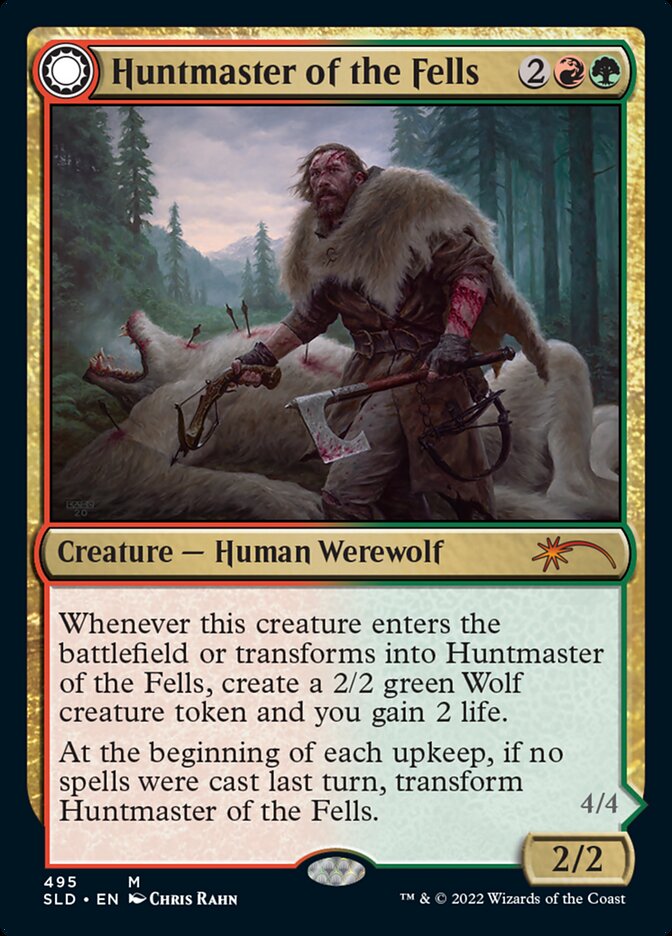 Huntmaster of the Fells 2
Creature — Human Werewolf
Whenever this creature enters the
battlefield or transforms into Huntmaster
of the Fells, create a 2/2 green Wolf
creature token and you gain 2 life.
At the beginning of each upkeep, if no
spells were cast last turn, transform
Huntmaster of the Fells.
4/4
2/2
495 M
SLD • EN Chris Rahn
™ & © 2022 Wizards of the Coast